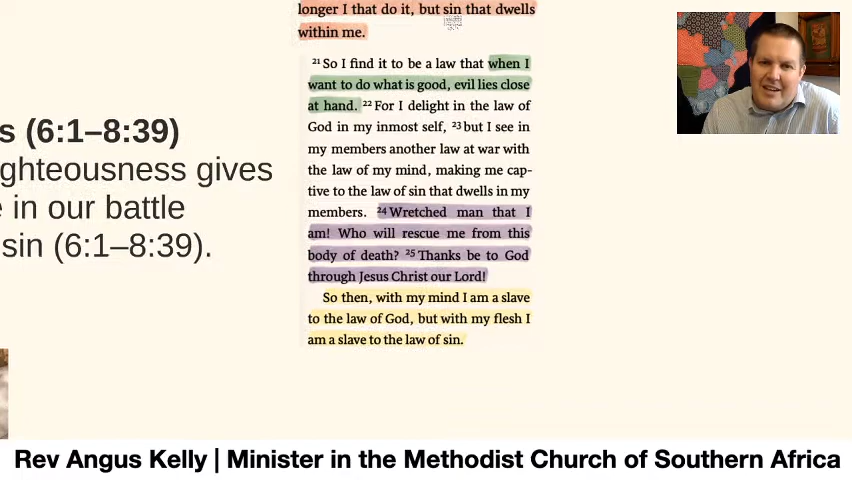 longer I that do it, but sin that dwells
within me.
s (6:1–8:39)
ghteousness gives
e in our battle
sin (6:1–8:39).
21 So I find it to be a law that when I
want to do what is good, evil lies close
at hand. 22 For I delight in the law of
God in my inmost self, 23 but I see in
my members another law at war with
the law of my mind, making me cap-
tive to the law of sin that dwells in my
members. 24 Wretched man that I
am! Who will rescue me from this
body of death? 25 Thanks be to God
through Jesus Christ our Lord!
So then, with my mind I am a slave
to the law of God, but with my flesh I
am a slave to the law of sin.
Rev Angus Kelly | Minister in the Methodist Church of Southern Africa